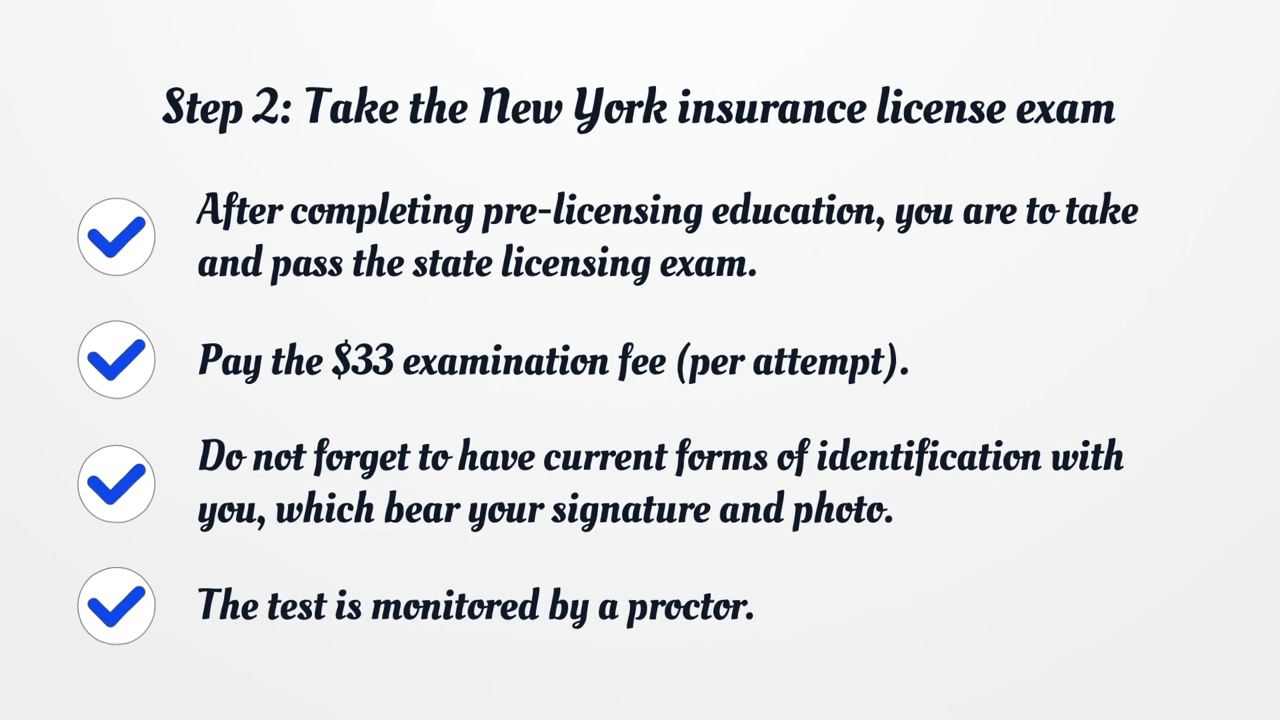 Step 2: Take the New York insurance license exam
After completing pre-licensing education, you are to take
and pass the state licensing exam.
Pay the $33 examination fee (per attempt).
Do not forget to have current forms of identification with
you, which bear your signature and photo.
The test is monitored by a proctor.